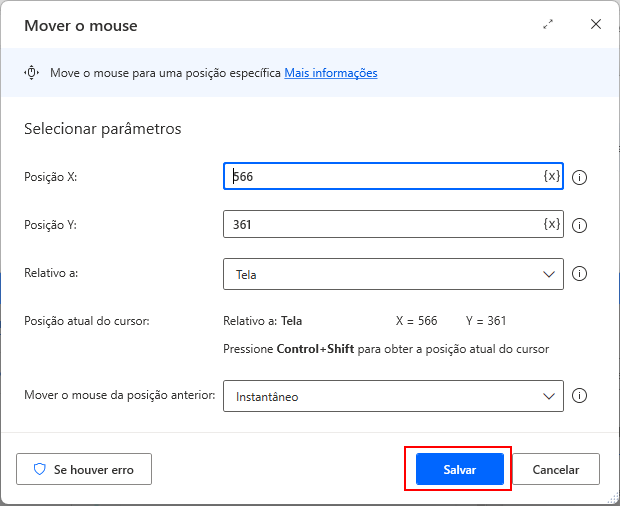 Mover o mouse
Move o mouse para uma posição específica Mais informações
Selecionar parâmetros
Posição X: 566 {x}
Posição Y: 361 {x}
Relativo a: Tela
Posição atual do cursor: Relativo a: Tela X = 566 Y = 361
Pressione Control+Shift para obter a posição atual do cursor
Mover o mouse da posição anterior: Instantâneo
Se houver erro Salvar Cancelar